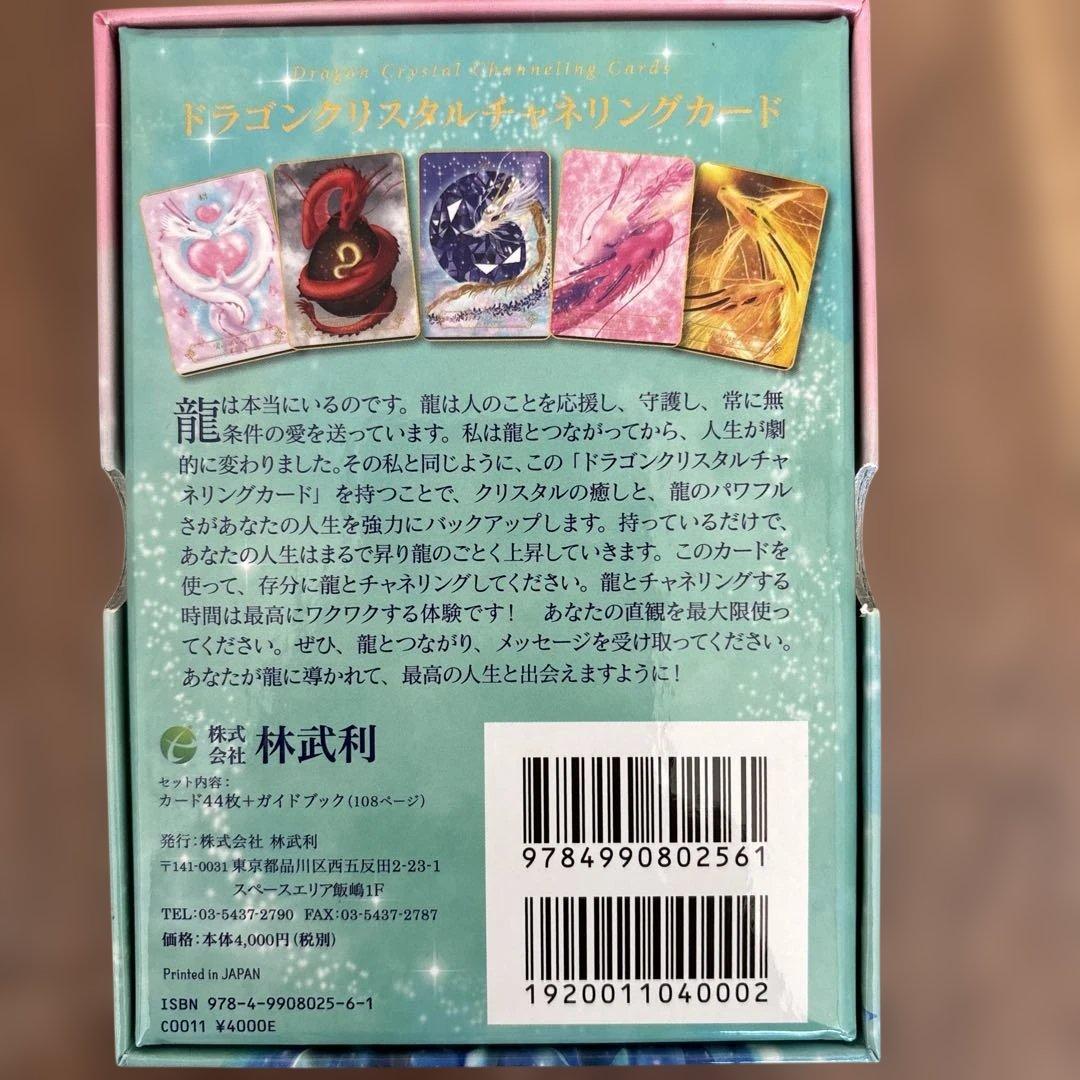 Dragon Crystal Channeling Cards
ドラゴンクリスタルチャネリングカード
龍は本当にいるのです。龍は人のことを応援し、守護し、常に無
条件の愛を送っています。私は龍とつながってから、人生が劇
的に変わりました。その私と同じように、この「ドラゴンクリスタルチャ
ネリングカード」を持つことで、クリスタルの癒しと、龍のパワフル
さがあなたの人生を強力にバックアップします。持っているだけで、
あなたの人生はまるで昇り龍のごとく上昇していきます。このカードを
使って、存分に龍とチャネリングしてください。龍とチャネリングする
時間は最高にワクワクする体験です! あなたの直観を最大限使っ
てください。ぜひ、龍とつながり、メッセージを受け取ってください。
あなたが龍に導かれて、最高の人生と出会えますように!
株式会社 林武利
セット内容:
カード44枚+ガイドブック(108ページ)
発行:株式会社 林武利
〒141-0031 東京都品川区西五反田2-23-1
スペースエリア飯嶋1F
TEL:03-5437-2790 FAX:03-5437-2787
価格:本体4,000円(税別)
Printed in JAPAN
ISBN 978-4-9908025-6-1
C0011 ¥4000E
9784990802561
1920011040002